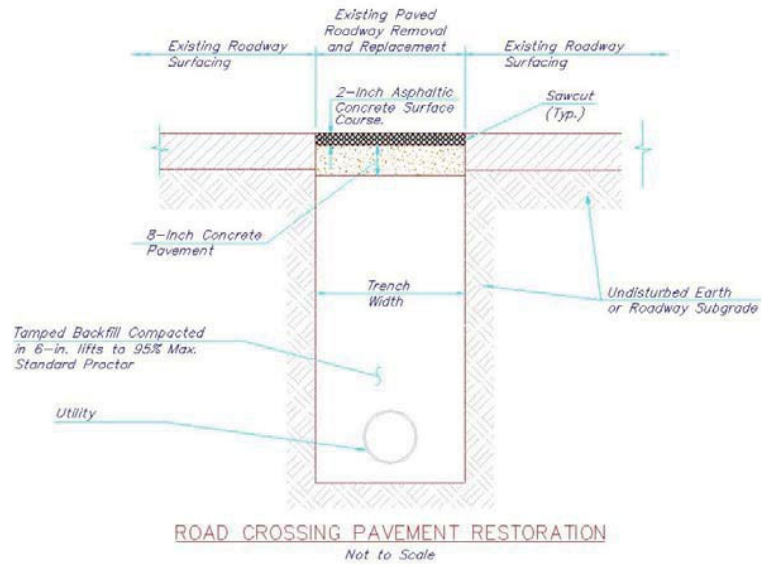 Existing Paved
Roadway Removal
and Replacement
Existing Roadway
Surfacing
Existing Roadway
Surfacing
2-Inch Asphaltic
Concrete Surface
Course.
Sawcut
(Typ.)
8-Inch Concrete
Pavement
Trench
Width
Undisturbed Earth
or Roadway Subgrade
Tamped Backfill Compacted
in 6-in. lifts to 95% Max.
Standard Proctor
Utility
ROAD CROSSING PAVEMENT RESTORATION
Not to Scale